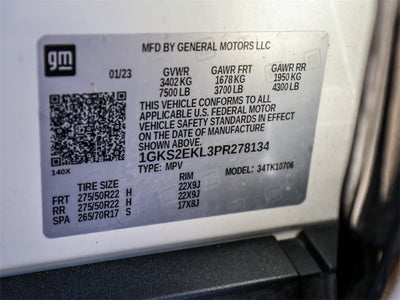 gm
MFD BY GENERAL MOTORS LLC
01/23 GVWR GAWR FRT GAWR RR
3402 KG 1678 KG 1950 KG
7500 LB 3700 LB 4300 LB
THIS VEHICLE CONFORMS TO ALL
APPLICABLE U.S. FEDERAL MOTOR
VEHICLE SAFETY STANDARDS IN EFFECT
ON THE DATE OF MANUFACTURE
SHOWN ABOVE.
1GKS2EKL3PR278134
140X TYPE: MPV MODEL: 34TK10706
TIRE SIZE RIM
FRT 275/50R22 H 22X9J
RR 275/50R22 H 22X9J
SPA 265/70R17 S 17X8J